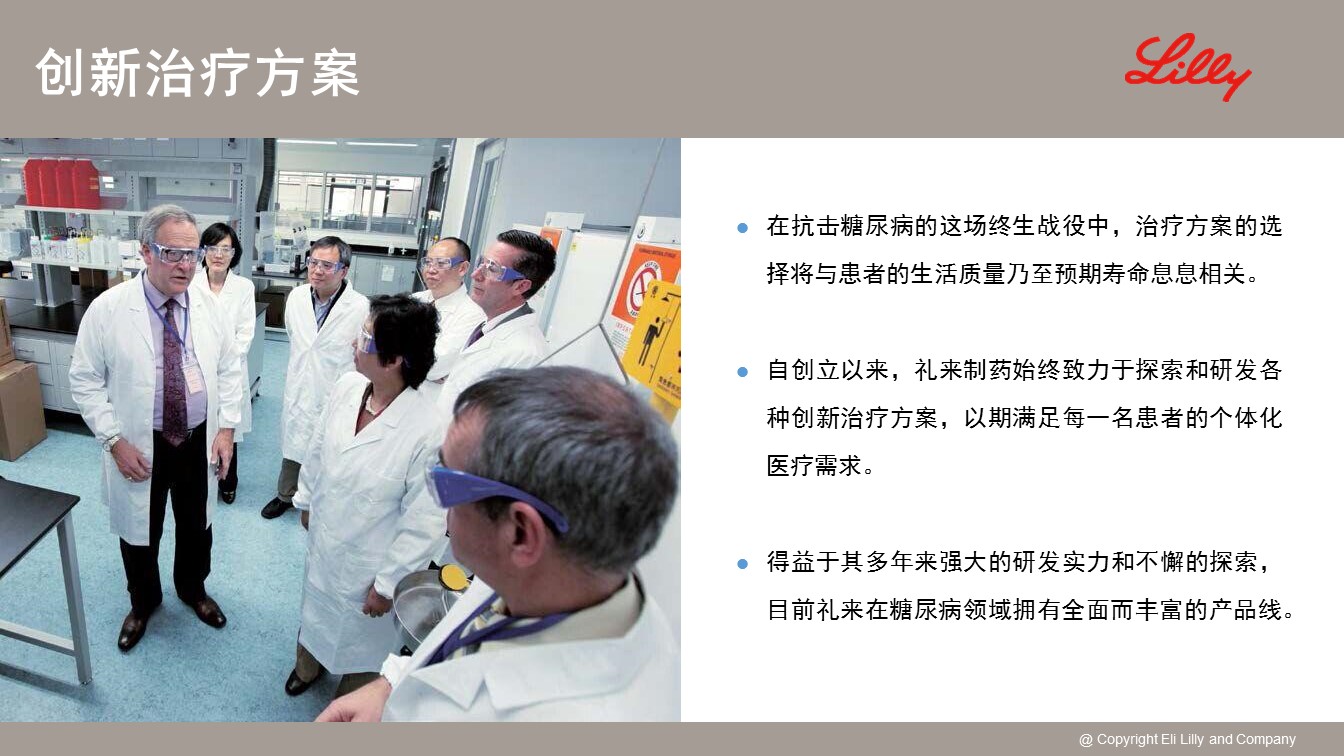 创新治疗方案
Lilly
在抗击糖尿病的这场终生战役中，治疗方案的选
择将与患者的生活质量乃至预期寿命息息相关。
自创立以来，礼来制药始终致力于探索和研发各
种创新治疗方案，以期满足每一名患者的个体化
医疗需求。
得益于其多年来强大的研发实力和不懈的探索，
目前礼来在糖尿病领域拥有全面而丰富的产品线。
@ Copyright Eli Lilly and Company